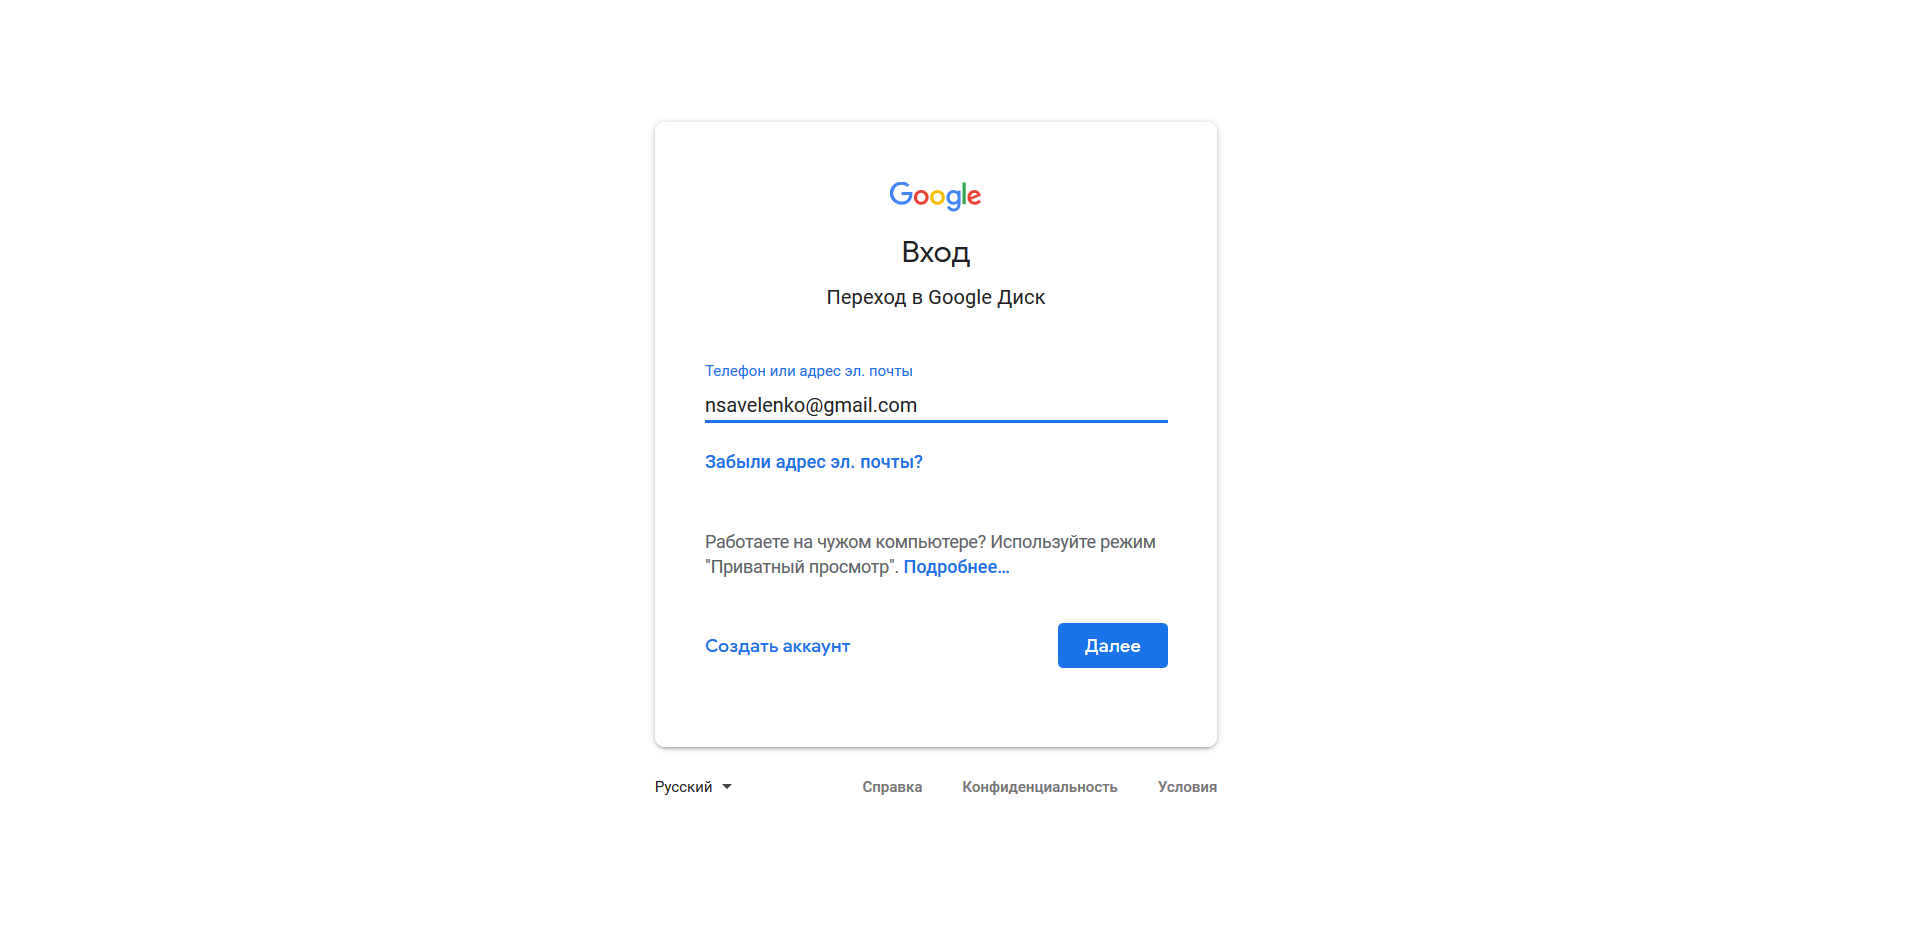 Google
Вход
Переход в Google Диск
Телефон или адрес эл. почты
nsavelenko@gmail.com
Забыли адрес эл. почты?
Работаете на чужом компьютере? Используйте режим
"Приватный просмотр". Подробнее…
Создать аккаунт
Далее
Русский
Справка
Конфиденциальность
Условия